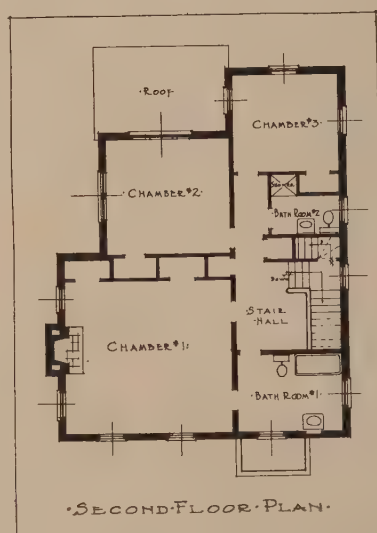 ·ROOF·
CHAMBER #3·
·CHAMBER #2·
BATH ROOM #2
STAIR
·HALL
CHAMBER #1·
·BATH ROOM #1·
·SECOND·FLOOR·PLAN·